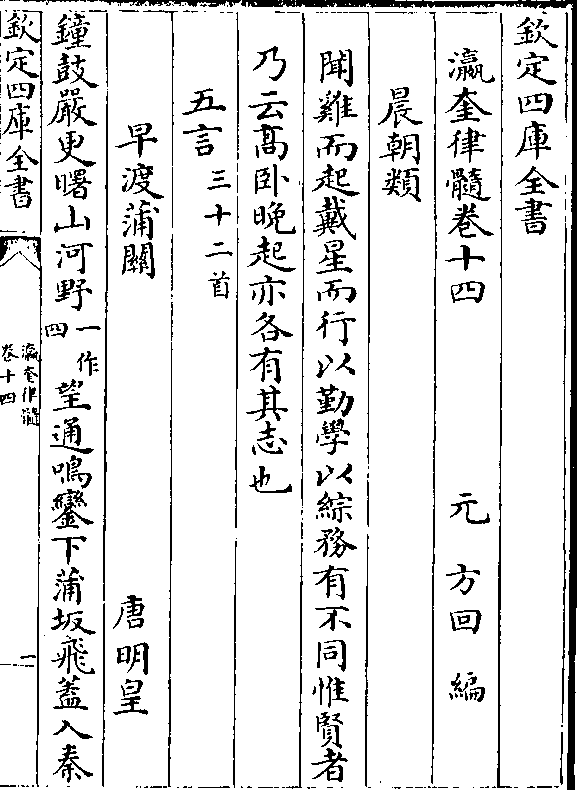 欽定四庫全書
瀛奎律髓卷十四　元　方回　編
晨朝類
聞雞而起戴星而行以勤學以綜務有不同惟賢者
乃云高卧晚起亦各有其志也
五言三十二首
早渡蒲關　唐明皇
鐘鼓嚴更曙山河野一作四望通鳴鑾下蒲坂飛蓋入秦
欽定四庫全書
瀛奎律髓
卷十四
一